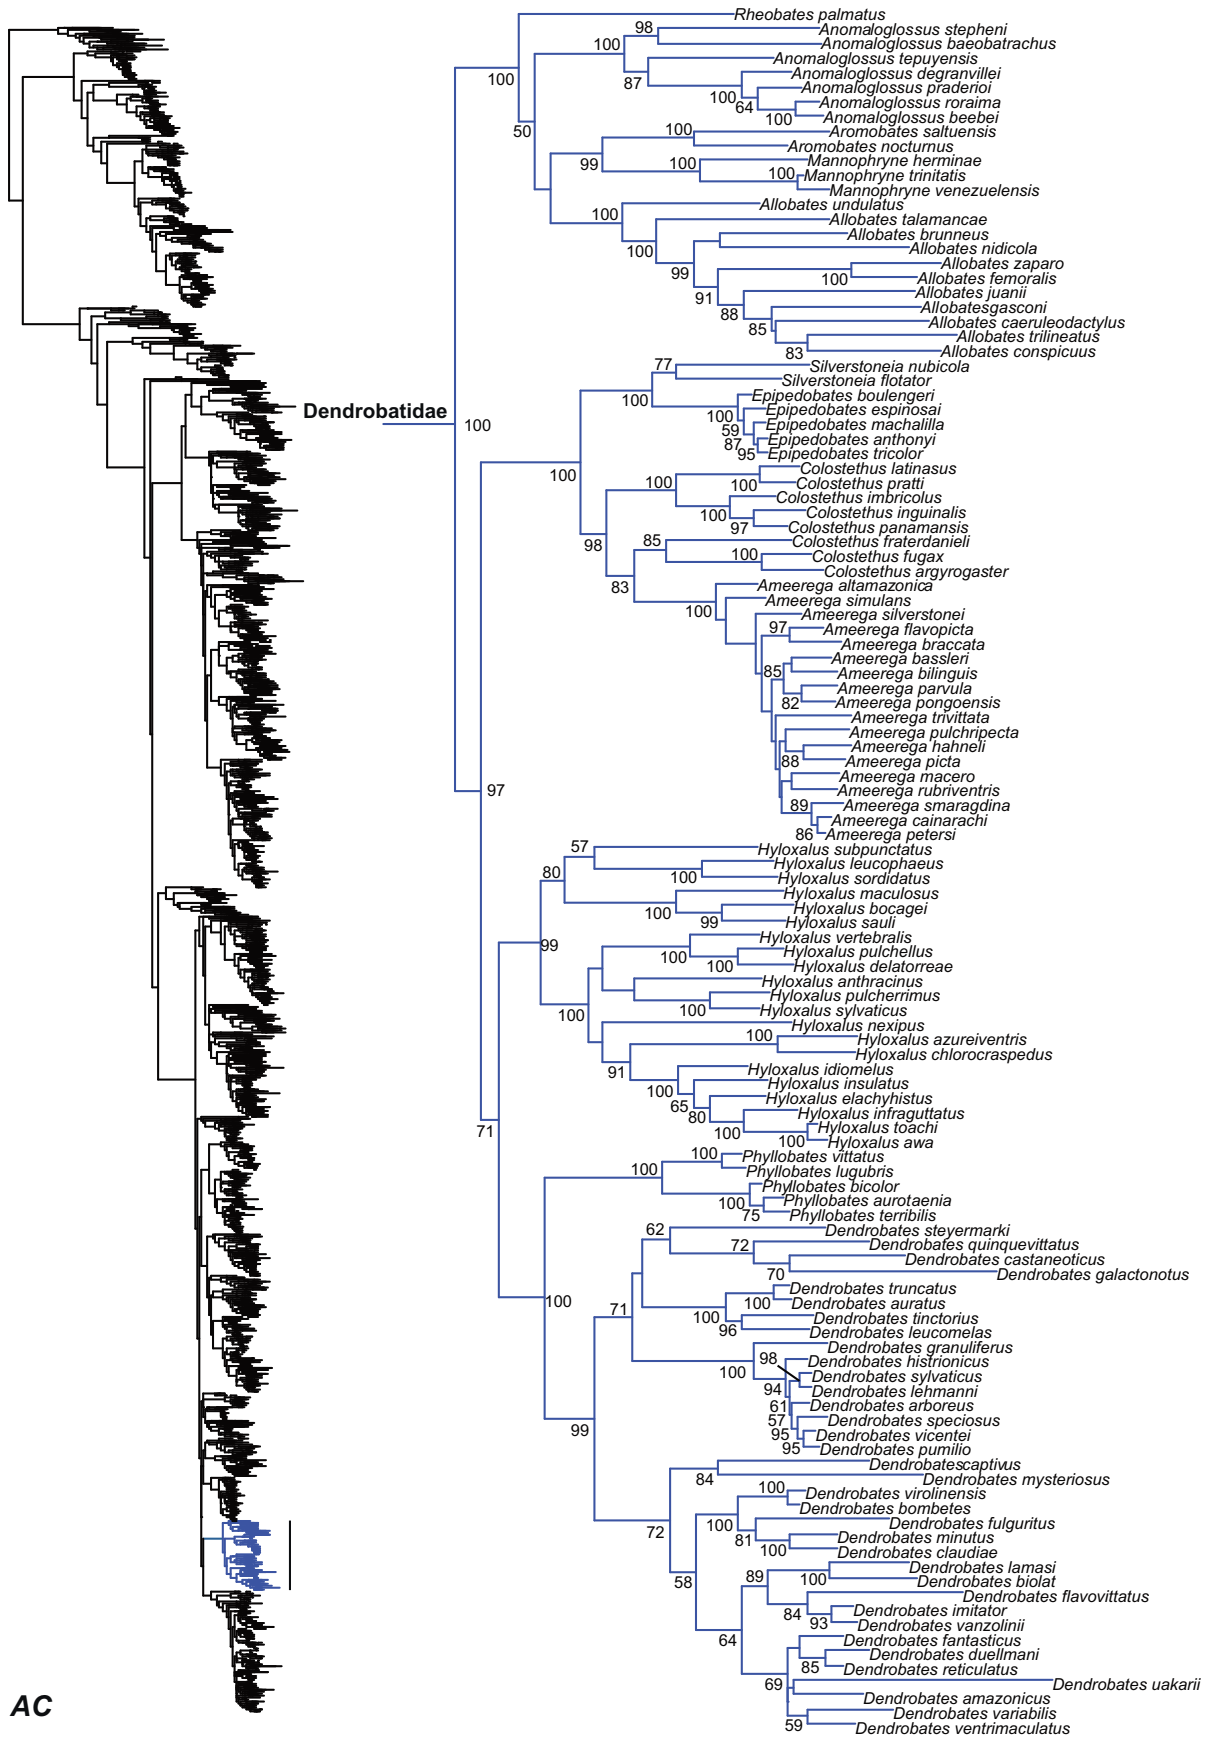 Rheobates palmatus
98
Anomaloglossus stepheni
100
Anomaloglossus baeobatrachus
Anomaloglossus tepuyensis
100
87
Anomaloglossus degranvillei
100
Anomaloglossus praderioi
64
Anomaloglossus roraima
100
Anomaloglossus beebei
50
100
Aromobates saltuensis
Aromobates nocturnus
99
100
Mannophryne herminae
100
Mannophryne trinitatis
Mannophryne venezuelensis
100
Allobates undulatus
Allobates talamancae
100
Allobates brunneus
Allobates nidicola
99
Allobates zaparo
100
Allobates femoralis
91
Allobates juanii
88
Allobatesgasconi
85
Allobates caeruleodactylus
Allobates trilineatus
83
Allobates conspicuus
77
Silverstoneia nubicola
Silverstoneia flotator
100
Epipedobates boulengeri
100
Epipedobates espinosai
59
Epipedobates machalilla
87
Epipedobates anthonyi
95
Epipedobates tricolor
Dendrobatidae
100
100
Colostethus latinasus
100
100
Colostethus pratti
Colostethus imbricolus
100
Colostethus inguinalis
97
Colostethus panamansis
98
85
Colostethus fraterdanieli
100
Colostethus fugax
Colostethus argyrogaster
83
Ameerega altamazonica
100
Ameerega simulans
Ameerega silverstonei
97
Ameerega flavopicta
Ameerega braccata
Ameerega bassleri
85
Ameerega bilinguis
Ameerega parvula
82
Ameerega pongoensis
Ameerega trivittata
Ameerega pulchripecta
Ameerega hahneli
88
Ameerega picta
Ameerega macero
97
Ameerega rubriventris
89
Ameerega smaragdina
Ameerega cainarachi
86
Ameerega petersi
57
Hyloxalus subpunctatus
Hyloxalus leucophaeus
80
100
Hyloxalus sordidatus
Hyloxalus maculosus
100
Hyloxalus bocagei
99
Hyloxalus sauli
99
Hyloxalus vertebralis
100
Hyloxalus pulchellus
100
Hyloxalus delatorreae
Hyloxalus anthracinus
Hyloxalus pulcherrimus
100
Hyloxalus sylvaticus
100
Hyloxalus nexipus
100
Hyloxalus azureiventris
Hyloxalus chlorocraspedus
91
Hyloxalus idiomelus
100
Hyloxalus insulatus
65
Hyloxalus elachyhistus
80
Hyloxalus infraguttatus
100
Hyloxalus toachi
100
Hyloxalus awa
71
100
Phyllobates vittatus
100
Phyllobates lugubris
Phyllobates bicolor
100
Phyllobates aurotaenia
75
Phyllobates terribilis
62
Dendrobates steyermarki
72
Dendrobates quinquevittatus
Dendrobates castaneoticus
70
Dendrobates galactonotus
Dendrobates truncatus
100
100
Dendrobates auratus
71
100
Dendrobates tinctorius
96
Dendrobates leucomelas
Dendrobates granuliferus
98
Dendrobates histrionicus
100
Dendrobates sylvaticus
94
Dendrobates lehmanni
61
Dendrobates arboreus
57
Dendrobates speciosus
99
95
Dendrobates vicentei
95
Dendrobates pumilio
Dendrobatescaptivus
84
Dendrobates mysteriosus
100
Dendrobates virolinensis
Dendrobates bombetes
100
Dendrobates fulguritus
72
81
Dendrobates minutus
100
Dendrobates claudiae
Dendrobates lamasi
89
100
Dendrobates biolat
58
Dendrobates flavovittatus
84
Dendrobates imitator
93
Dendrobates vanzolinii
64
Dendrobates fantasticus
Dendrobates duellmani
85
Dendrobates reticulatus
69
Dendrobates uakarii
Dendrobates amazonicus
Dendrobates variabilis
59
Dendrobates ventrimaculatus
AC